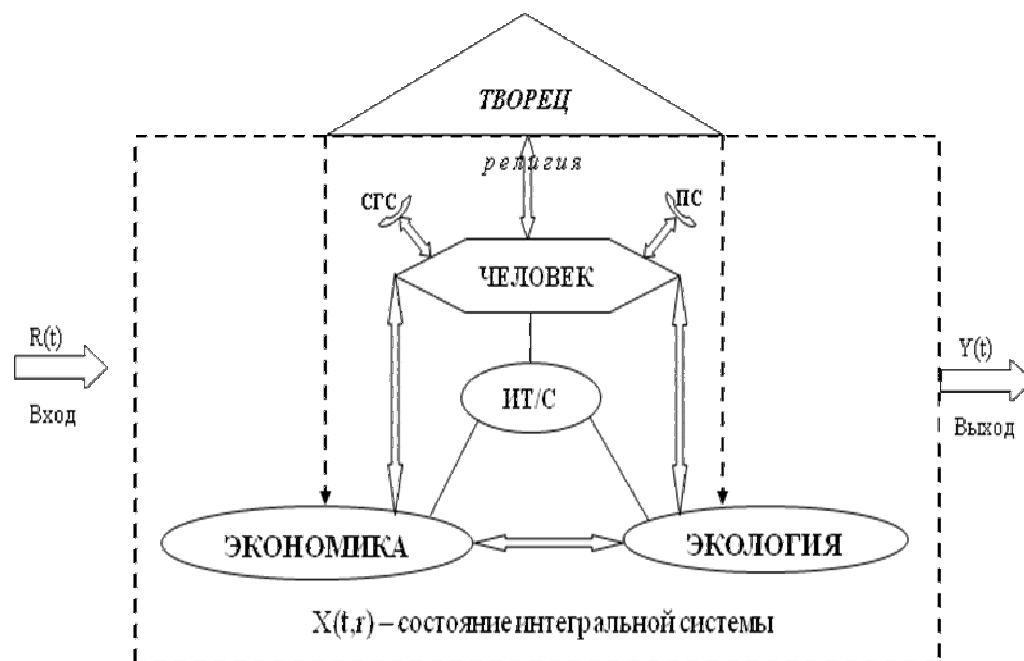 ТВОРЕЦ
религия
СГС
ПС
ЧЕЛОВЕК
R(t)
Вход
ИТ/С
Y(t)
Выход
ЭКОНОМИКА
ЭКОЛОГИЯ
X(t,r) – состояние интегральной системы